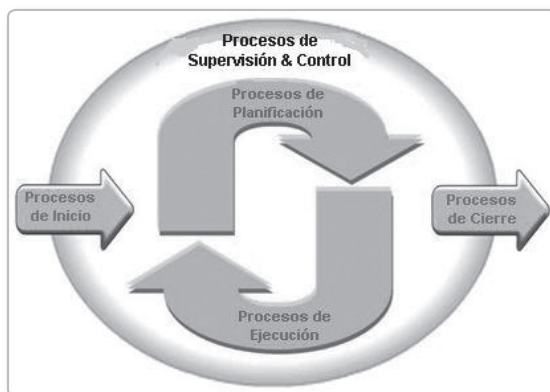 Procesos de
Supervisión & Control
Procesos de
Planificación
Procesos
de Inicio
Procesos
de Cierre
Procesos de
Ejecución